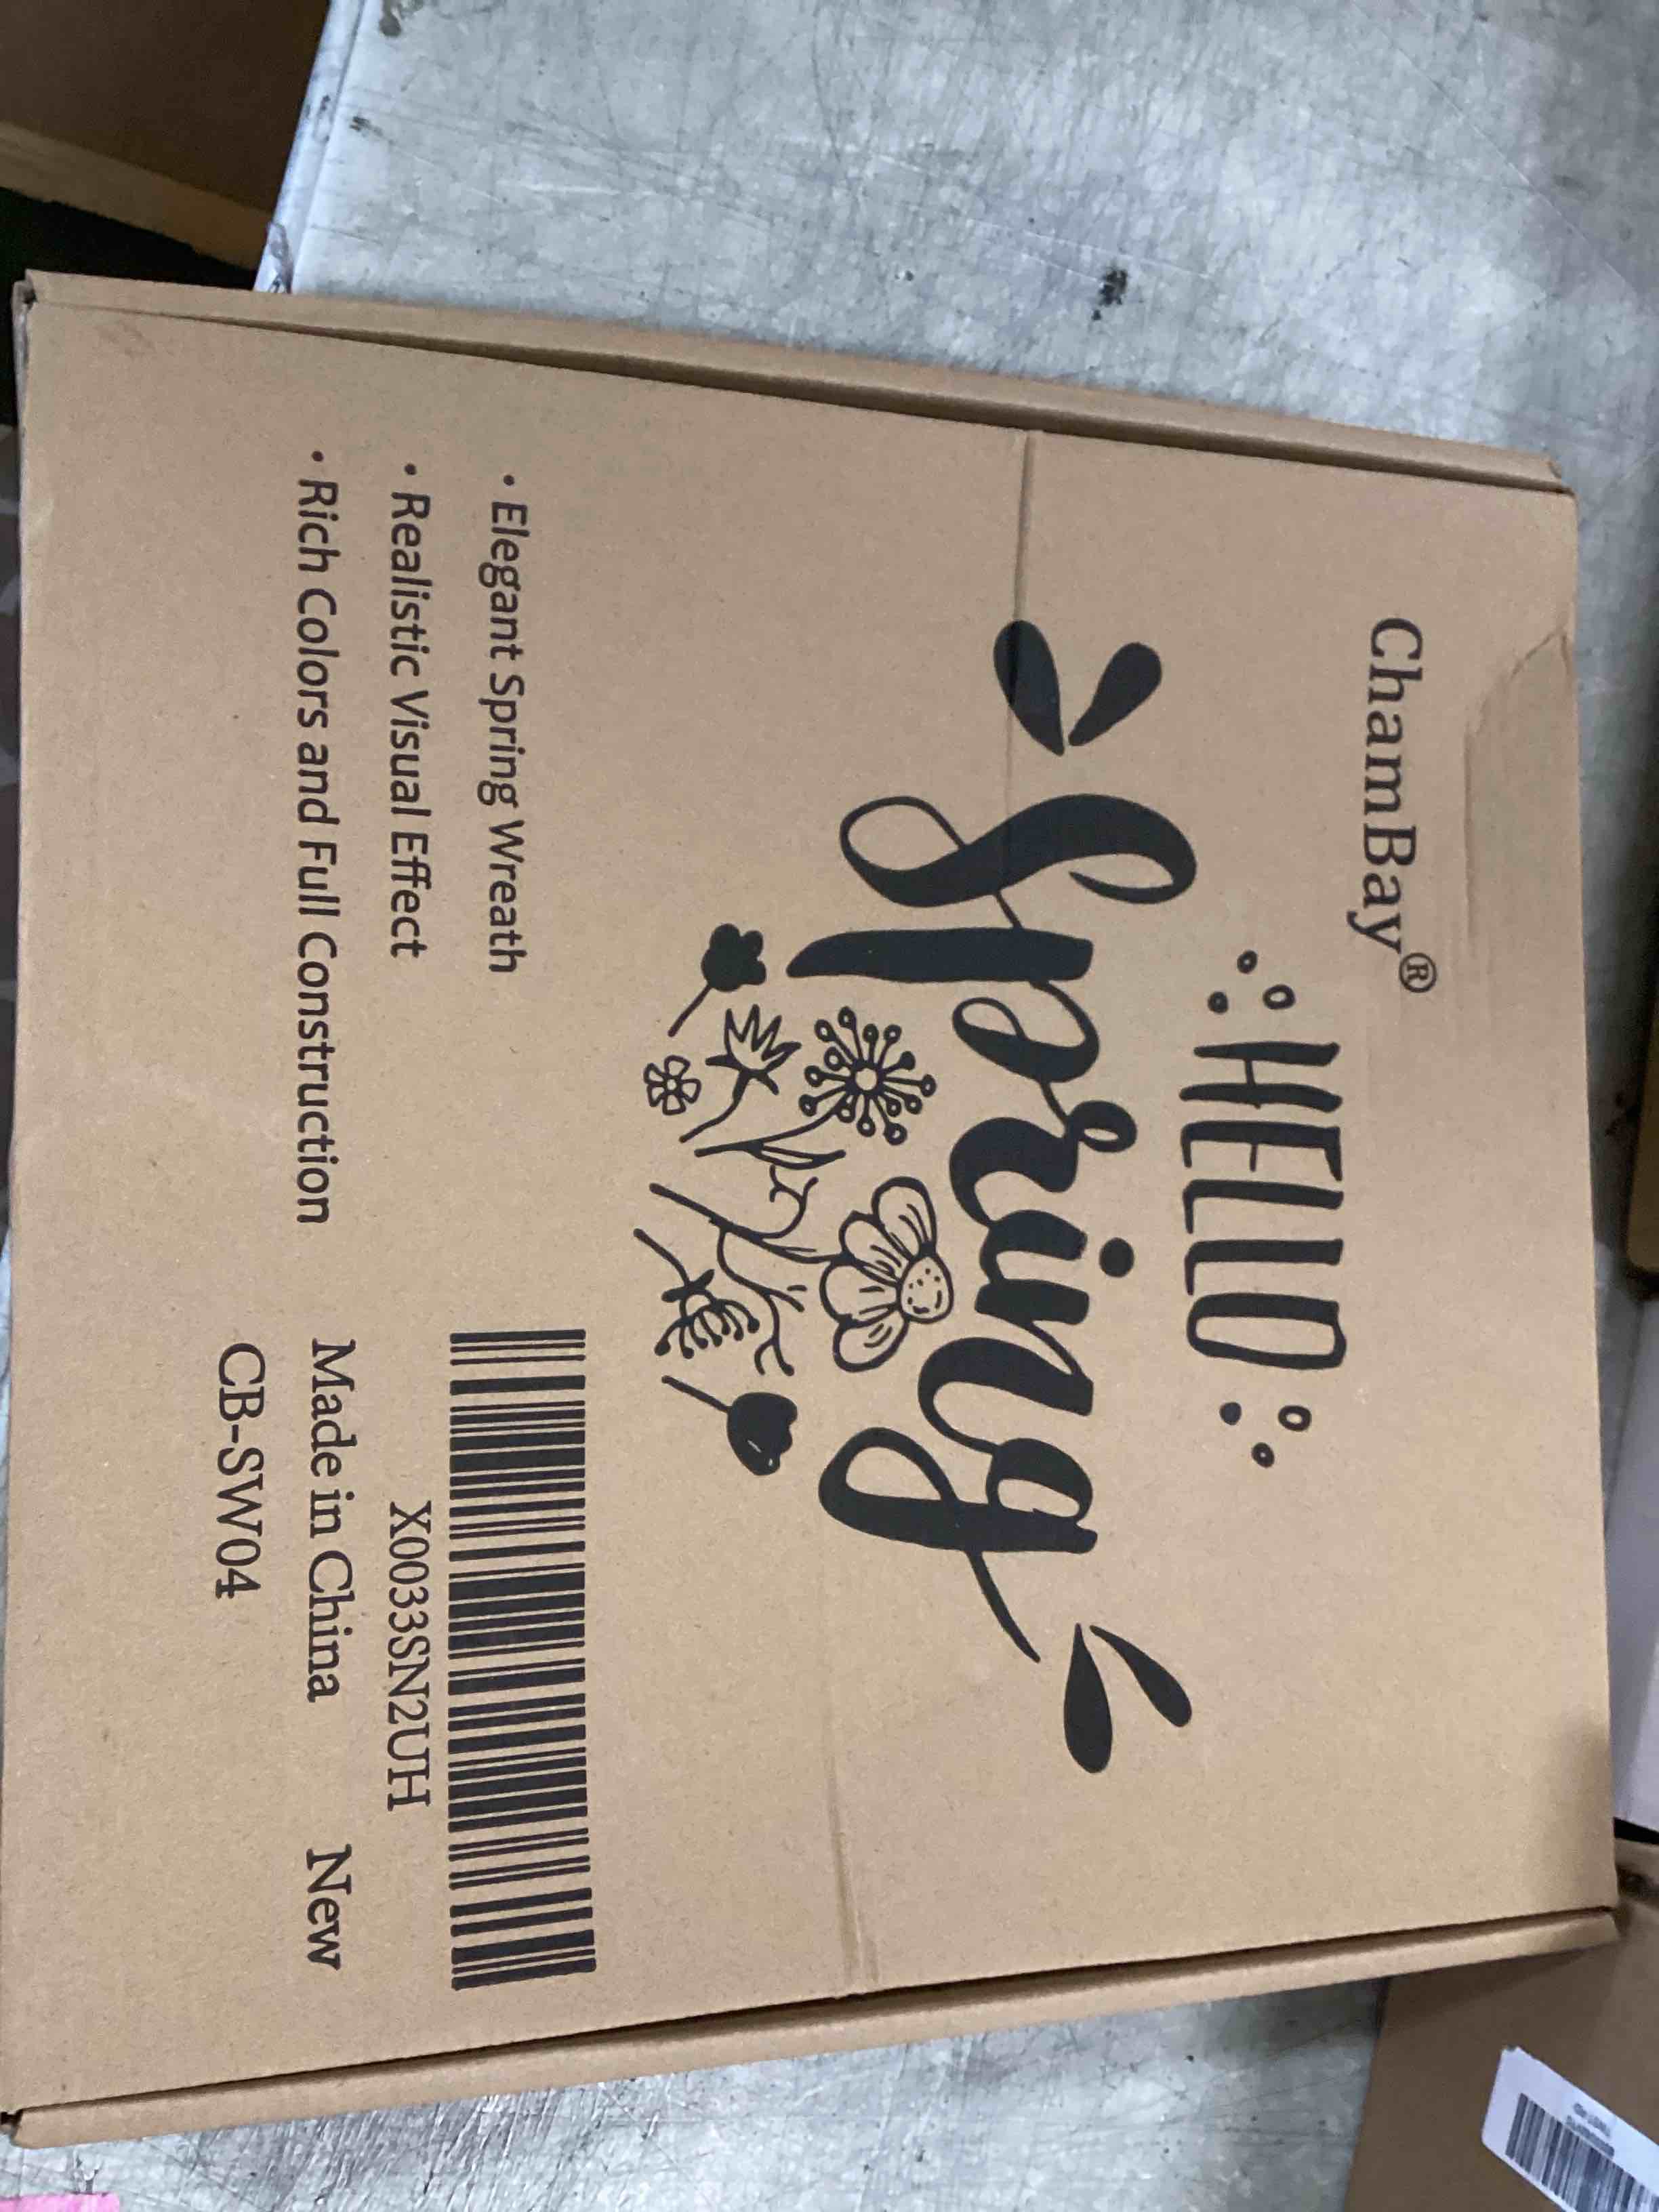 ChamBay®
HELLO
Spring
• Elegant Spring Wreath
• Realistic Visual Effect
• Rich Colors and Full Construction
X0033SN2UH
Made in China New
CB-SW04